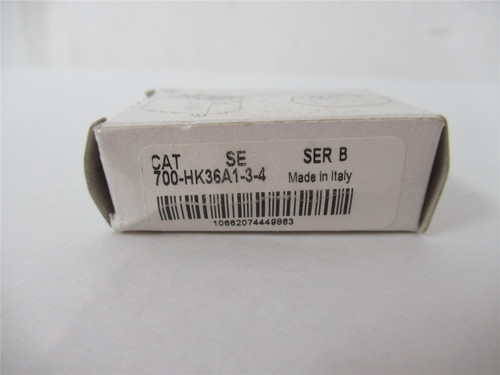 CAT SE SER B
700-HK36A1-3-4 Made in Italy
10662074449863